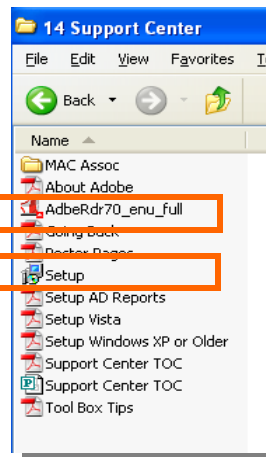 14 Support Center
File Edit View Favorites
Back
Name
MAC Assoc
About Adobe
AdbeRdr70_enu_full
Going Back
Poster Pages
Setup
Setup AD Reports
Setup Vista
Setup Windows XP or Older
Support Center TOC
Support Center TOC
Tool Box Tips